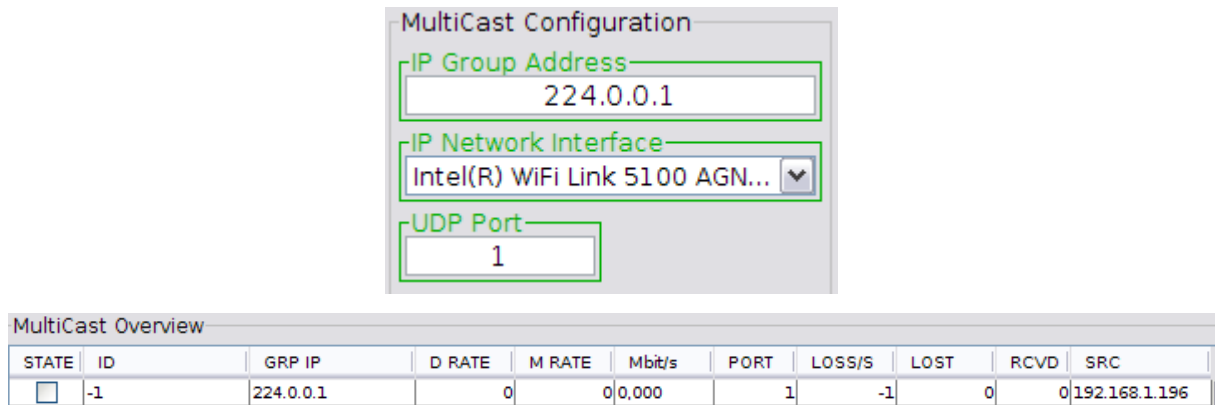 MultiCast Configuration
IP Group Address
224.0.0.1
IP Network Interface
Intel(R) WiFi Link 5100 AGN...
UDP Port
1
MultiCast Overview
STATE ID GRP IP D RATE M RATE Mbit/s PORT LOSS/S LOST RCVD SRC
-1 224.0.0.1 0 0 0,000 1 -1 0 0 192.168.1.196